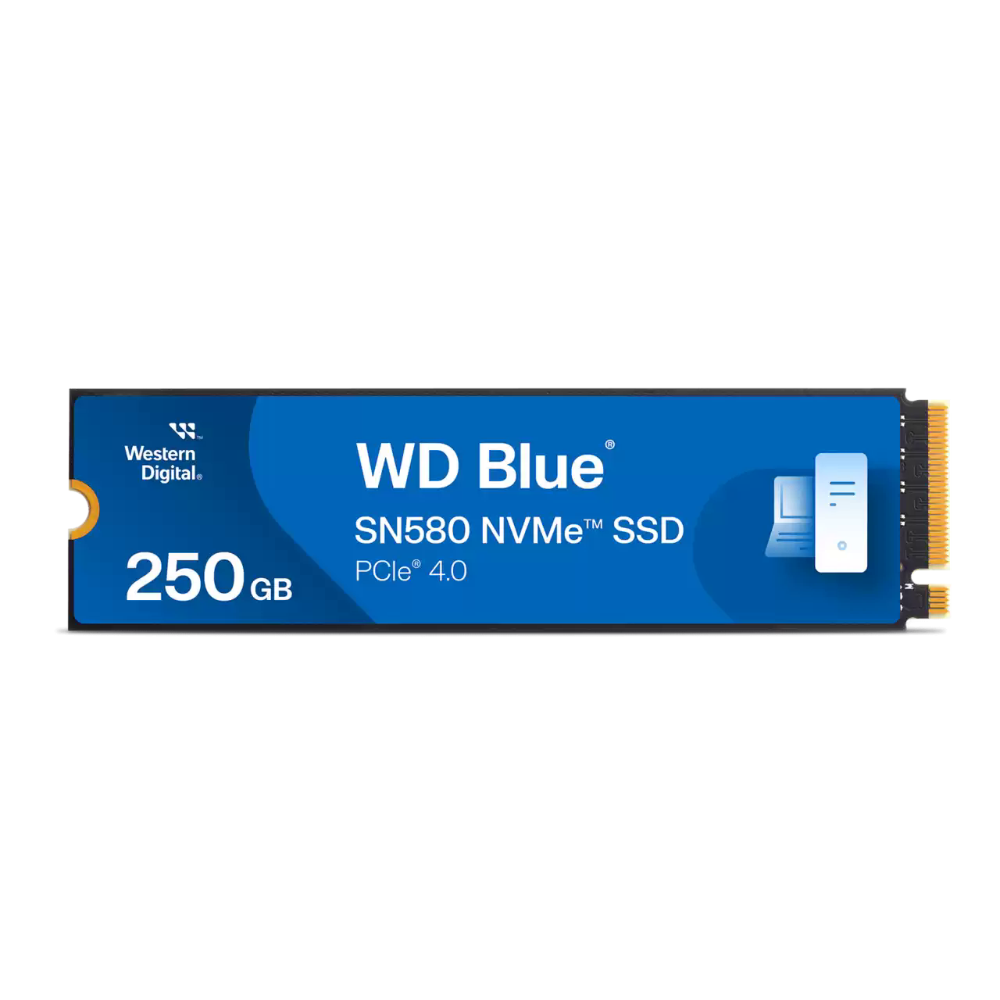 Western
Digital®
250 GB
WD Blue®
SN580 NVMe™ SSD
PCIe® 4.0
M